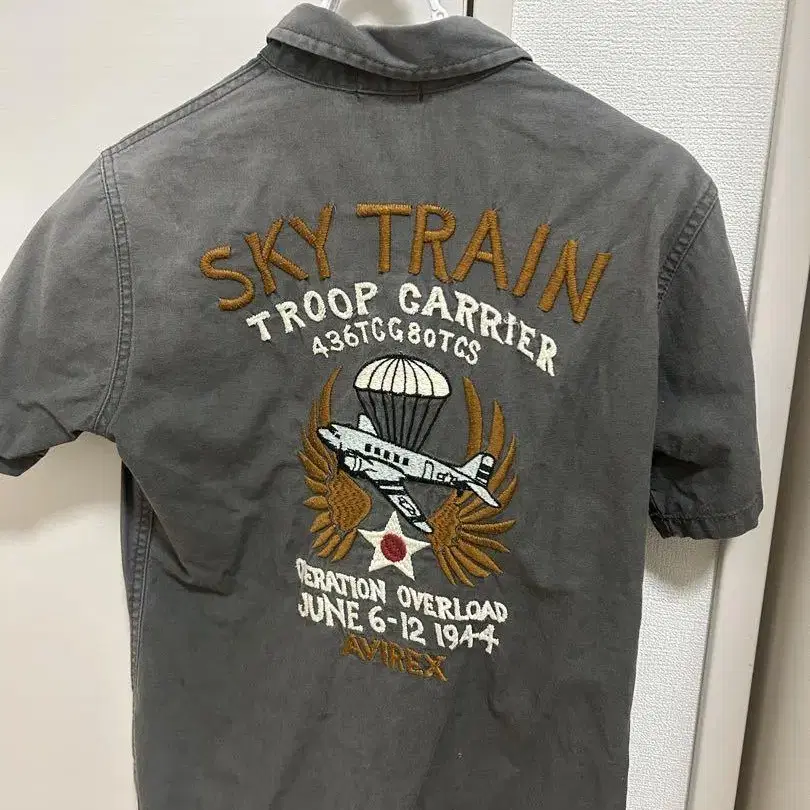 SKY TRAIN
TROOP CARRIER
436TCG80TCS
OPERATION OVERLOAD
JUNE 6-12 1944
AVIREX